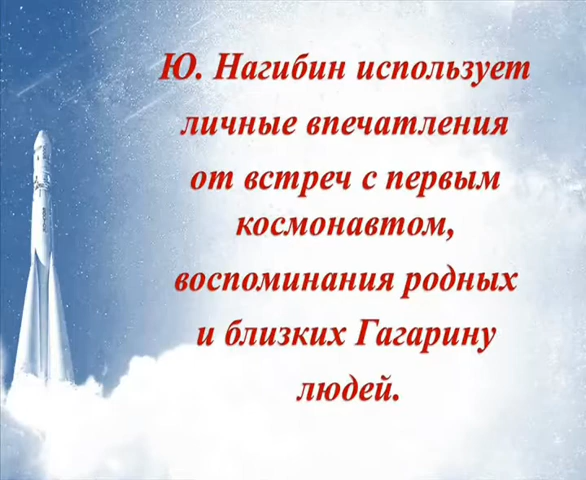 Ю. Нагибин использует
личные впечатления
от встреч с первым
космонавтом,
воспоминания родных
и близких Гагарину
людей.